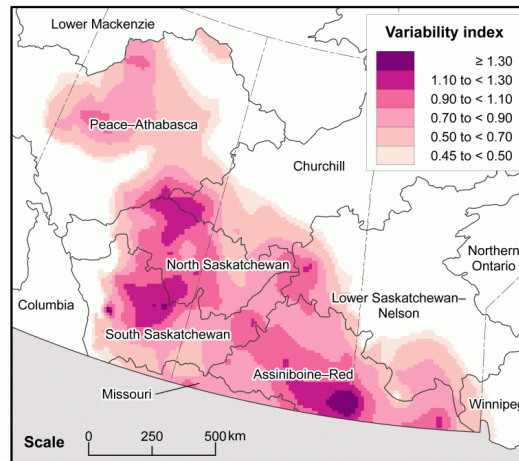 Lower Mackenzie
Variability index
≥ 1.30
1.10 to < 1.30
0.90 to < 1.10
0.70 to < 0.90
0.50 to < 0.70
0.45 to < 0.50
Peace–Athabasca
Churchill
Northern
Ontario
North Saskatchewan
Columbia
Lower Saskatchewan–
Nelson
South Saskatchewan
Assiniboine–Red
Missouri
Winnipeg
Scale
0 250 500 km